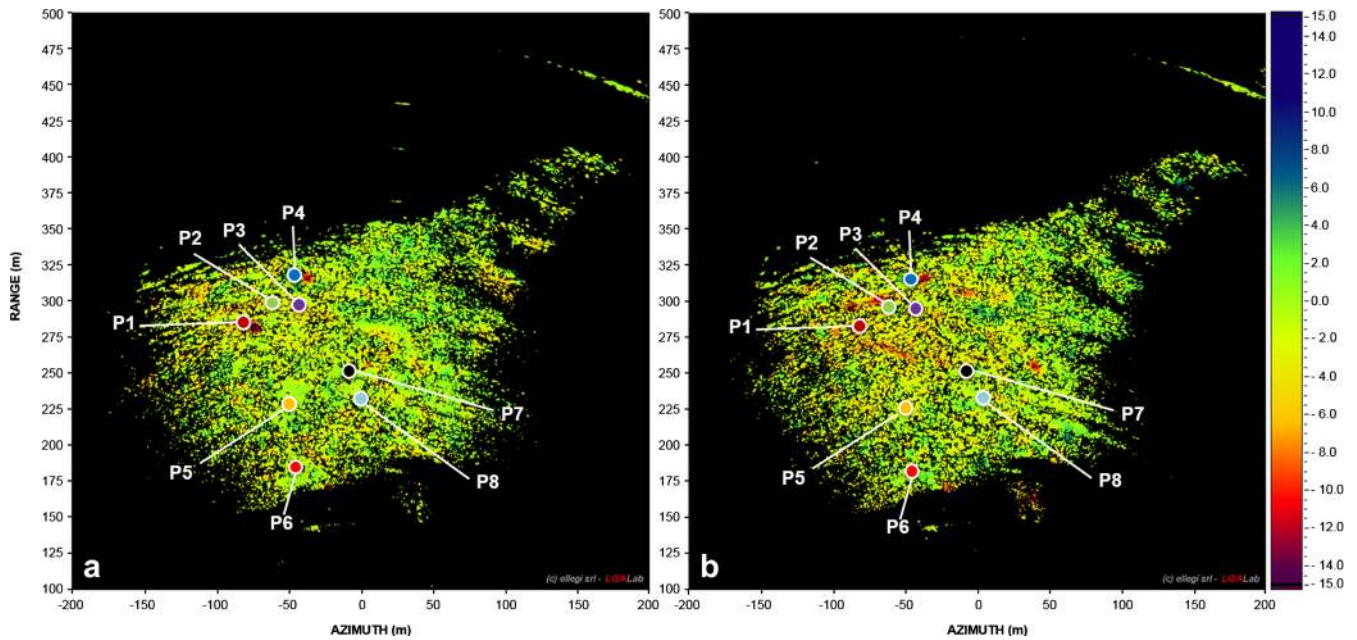 500
475
450
425
400
375
350
325
300
275
250
225
200
175
150
125
100
RANGE (m)
P1
P2
P3
P4
P5
P6
P7
P8
a
(c) ellegi srl - LiSALab
-200 -150 -100 -50 0 50 100 150 200
AZIMUTH (m)
500
475
450
425
400
375
350
325
300
275
250
225
200
175
150
125
100
P1
P2
P3
P4
P5
P6
P7
P8
b
(c) ellegi srl - LiSALab
-200 -150 -100 -50 0 50 100 150 200
AZIMUTH (m)
15.0
14.0
12.0
10.0
8.0
6.0
4.0
2.0
0.0
- 2.0
- 4.0
- 6.0
- 8.0
- 10.0
- 12.0
- 14.0
- 15.0